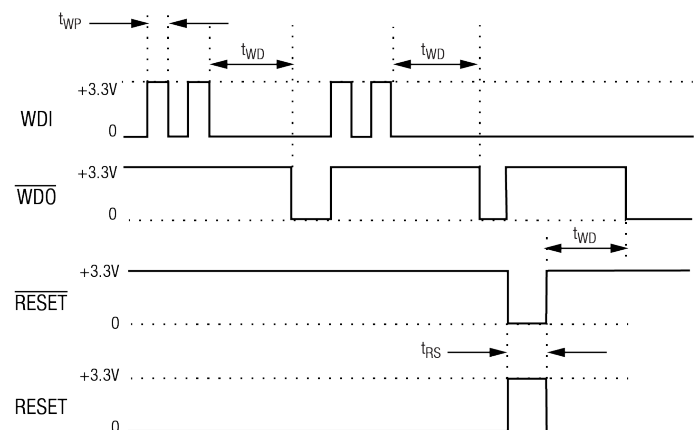 tWP
tWD tWD
+3.3V
WDI
0
+3.3V
WDO
0
tWD
+3.3V
RESET
0
tRS
+3.3V
RESET
0